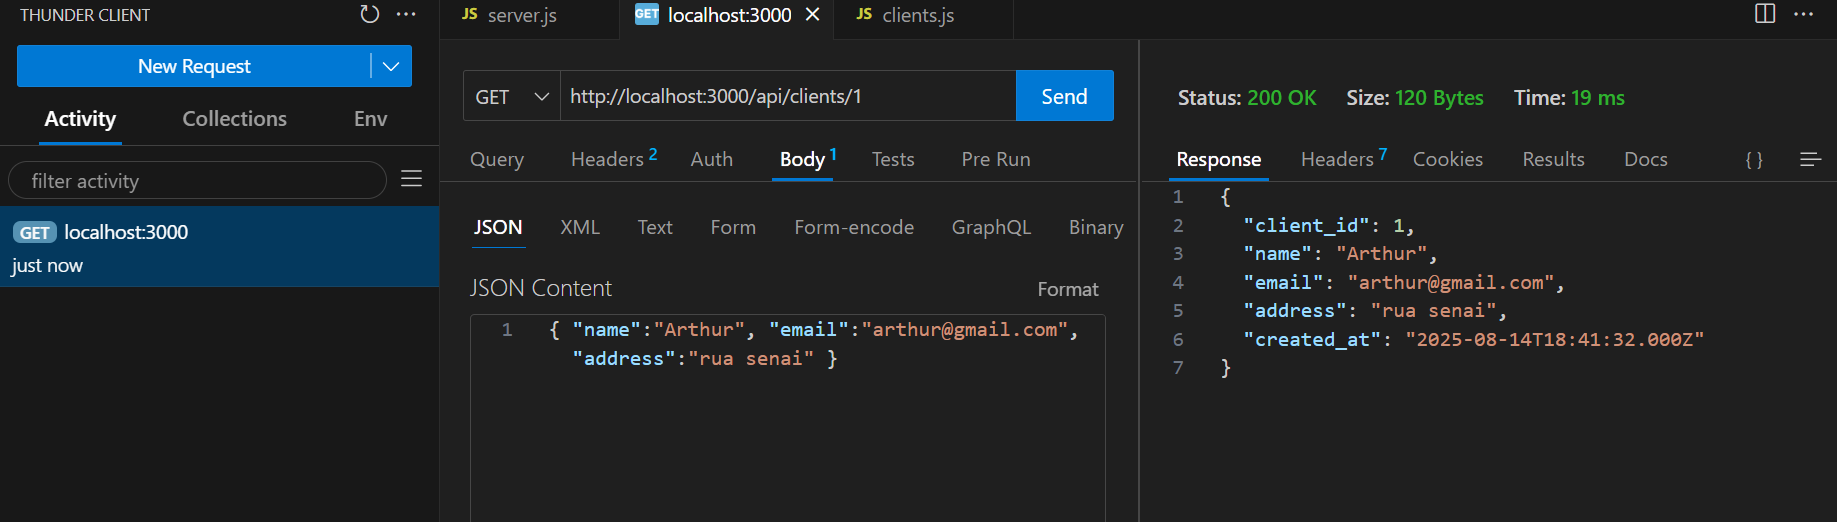 THUNDER CLIENT
New Request
Activity Collections Env
filter activity
GET localhost:3000
just now
JS server.js GET localhost:3000 JS clients.js
GET http://localhost:3000/api/clients/1 Send
Query Headers 2 Auth Body 1 Tests Pre Run
JSON XML Text Form Form-encode GraphQL Binary
JSON Content Format
1 { "name":"Arthur", "email":"arthur@gmail.com",
"address":"rua senai" }
Status: 200 OK Size: 120 Bytes Time: 19 ms
Response Headers 7 Cookies Results Docs { }
1 {
2 "client_id": 1,
3 "name": "Arthur",
4 "email": "arthur@gmail.com",
5 "address": "rua senai",
6 "created_at": "2025-08-14T18:41:32.000Z"
7 }